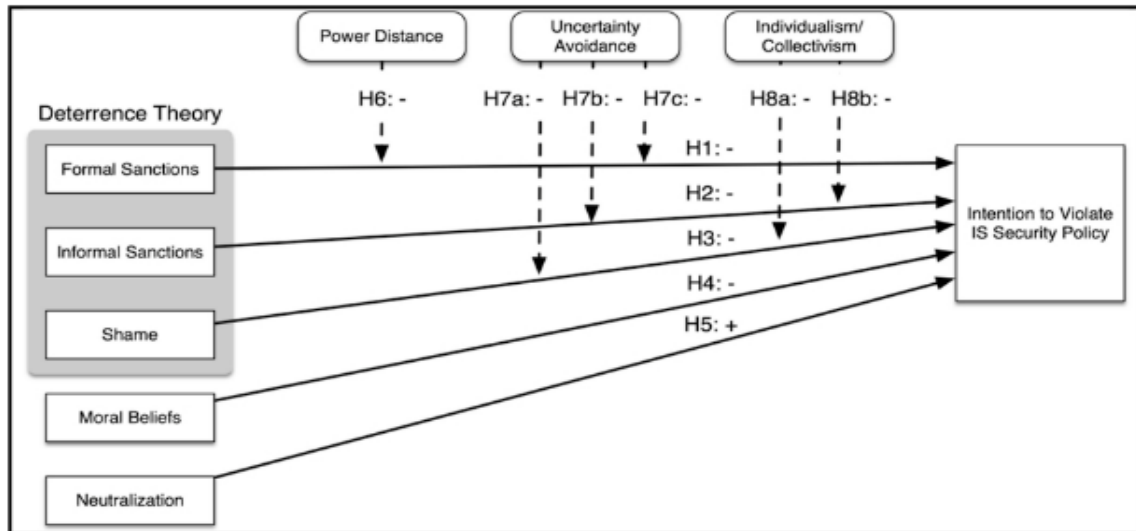 Power Distance
Uncertainty
Avoidance
Individualism/
Collectivism
H6: -
H7a: -
H7b: -
H7c: -
H8a: -
H8b: -
Deterrence Theory
Formal Sanctions
H1: -
Informal Sanctions
H2: -
Shame
H3: -
Moral Beliefs
H4: -
Neutralization
H5: +
Intention to Violate
IS Security Policy